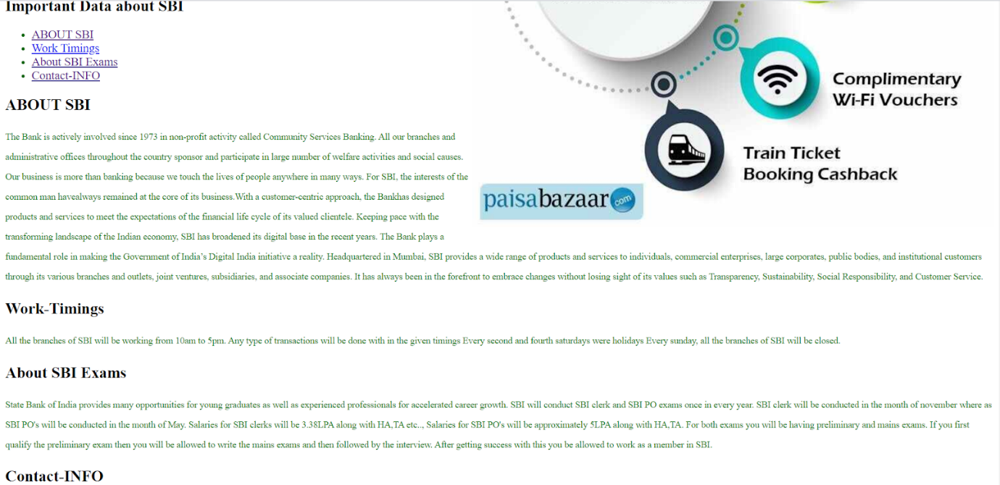 Important Data about SBI
ABOUT SBI
Work Timings
About SBI Exams
Contact-INFO
Complimentary
Wi-Fi Vouchers
Train Ticket
Booking Cashback
paisabazaar.com
ABOUT SBI
The Bank is actively involved since 1973 in non-profit activity called Community Services Banking. All our branches and
administrative offices throughout the country sponsor and participate in large number of welfare activities and social causes.
Our business is more than banking because we touch the lives of people anywhere in many ways. For SBI, the interests of the
common man havealways remained at the core of its business.With a customer-centric approach, the Bankhas designed
products and services to meet the expectations of the financial life cycle of its valued clientele. Keeping pace with the
transforming landscape of the Indian economy, SBI has broadened its digital base in the recent years. The Bank plays a
fundamental role in making the Government of India’s Digital India initiative a reality. Headquartered in Mumbai, SBI provides a wide range of products and services to individuals, commercial enterprises, large corporates, public bodies, and institutional customers
through its various branches and outlets, joint ventures, subsidiaries, and associate companies. It has always been in the forefront to embrace changes without losing sight of its values such as Transparency, Sustainability, Social Responsibility, and Customer Service.
Work-Timings
All the branches of SBI will be working from 10am to 5pm. Any type of transactions will be done with in the given timings Every second and fourth saturdays were holidays Every sunday, all the branches of SBI will be closed.
About SBI Exams
State Bank of India provides many opportunities for young graduates as well as experienced professionals for accelerated career growth. SBI will conduct SBI clerk and SBI PO exams once in every year. SBI clerk will be conducted in the month of november where as
SBI PO's will be conducted in the month of May. Salaries for SBI clerks will be 3.38LPA along with HA,TA etc.., Salaries for SBI PO's will be approximately 5LPA along with HA,TA. For both exams you will be having preliminary and mains exams. If you first
qualify the preliminary exam then you will be allowed to write the mains exams and then followed by the interview. After getting success with this you be allowed to work as a member in SBI.
Contact-INFO